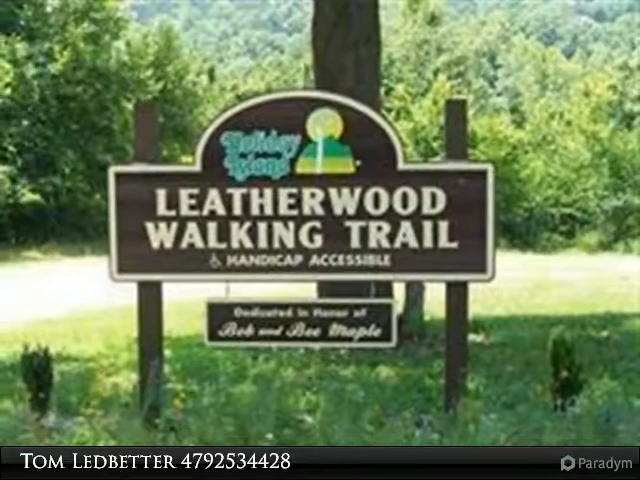 Holiday
Island
LEATHERWOOD
WALKING TRAIL
♿ HANDICAP ACCESSIBLE
Dedicated in Honor of
Bob and Bee Maple
TOM LEDBETTER 4792534428
Paradym